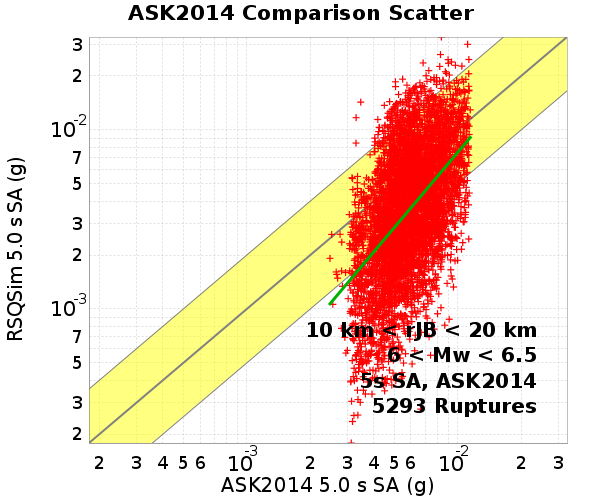 ASK2014 Comparison Scatter
RSQSim 5.0 s SA (g)
3
2
10-2
7
5
3
2
10-3
7
5
3
2
10 km < rJB < 20 km
6 < Mw < 6.5
5s SA, ASK2014
5293 Ruptures
2 3 4 5 6 10-3 2 3 4 5 6 10-2 2 3
ASK2014 5.0 s SA (g)